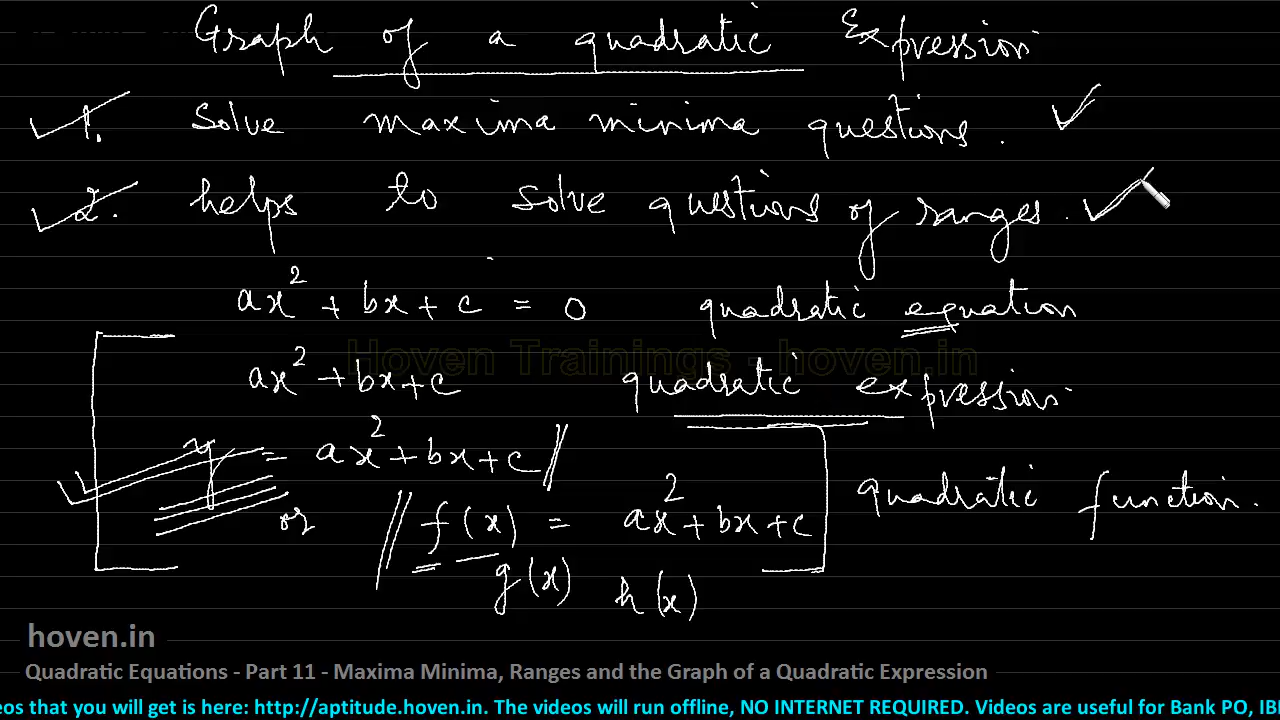 Graph of a quadratic Expression
1. Solve maxima minima questions.
2. helps to solve questions of ranges.
ax² + bx + c = 0 quadratic equation
Hoven Trainings - hoven.in
ax² + bx + c quadratic expression.
y = ax² + bx + c
or f(x) = ax² + bx + c quadratic function.
g(x) h(x)
hoven.in
Quadratic Equations - Part 11 - Maxima Minima, Ranges and the Graph of a Quadratic Expression
eos that you will get is here: http://aptitude.hoven.in. The videos will run offline, NO INTERNET REQUIRED. Videos are useful for Bank PO, IB